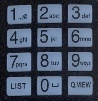 1.,@ 2abc 3def
4ghi 5jkl 6mno
7pqrs 8tuv 9wxyz
LIST 0 Q.VIEW